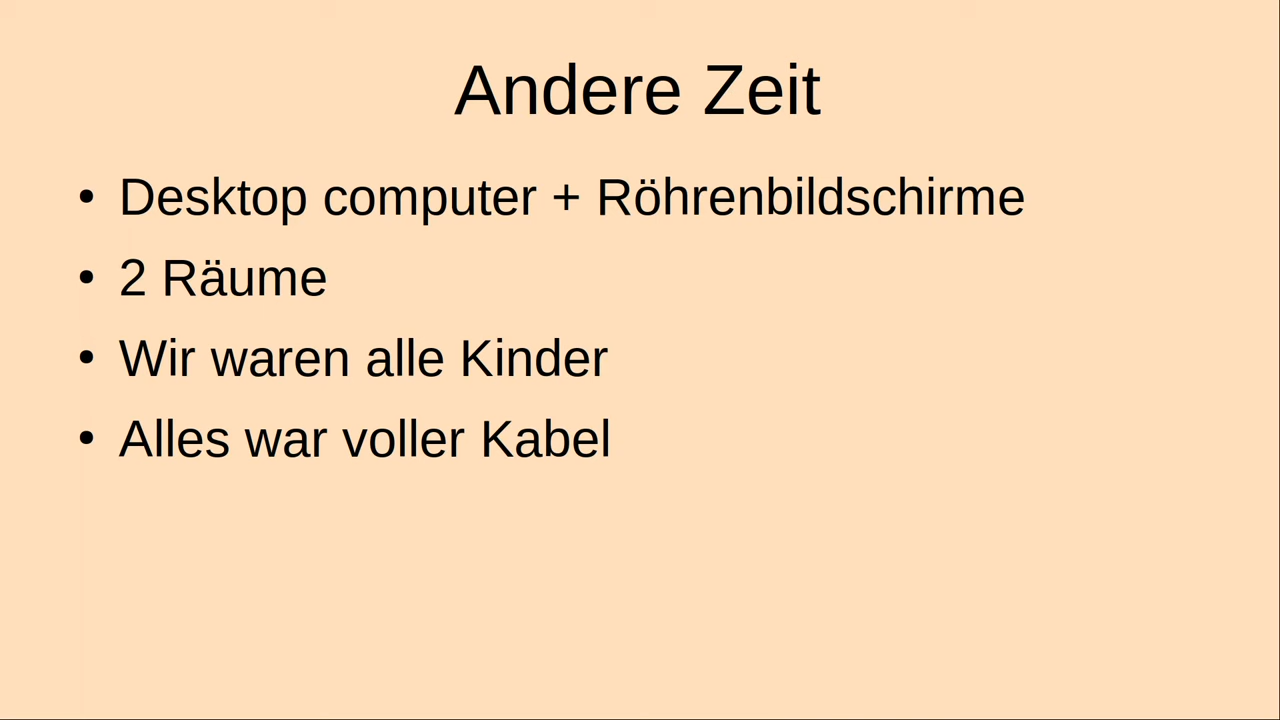 Andere Zeit
• Desktop computer + Röhrenbildschirme
• 2 Räume
• Wir waren alle Kinder
• Alles war voller Kabel